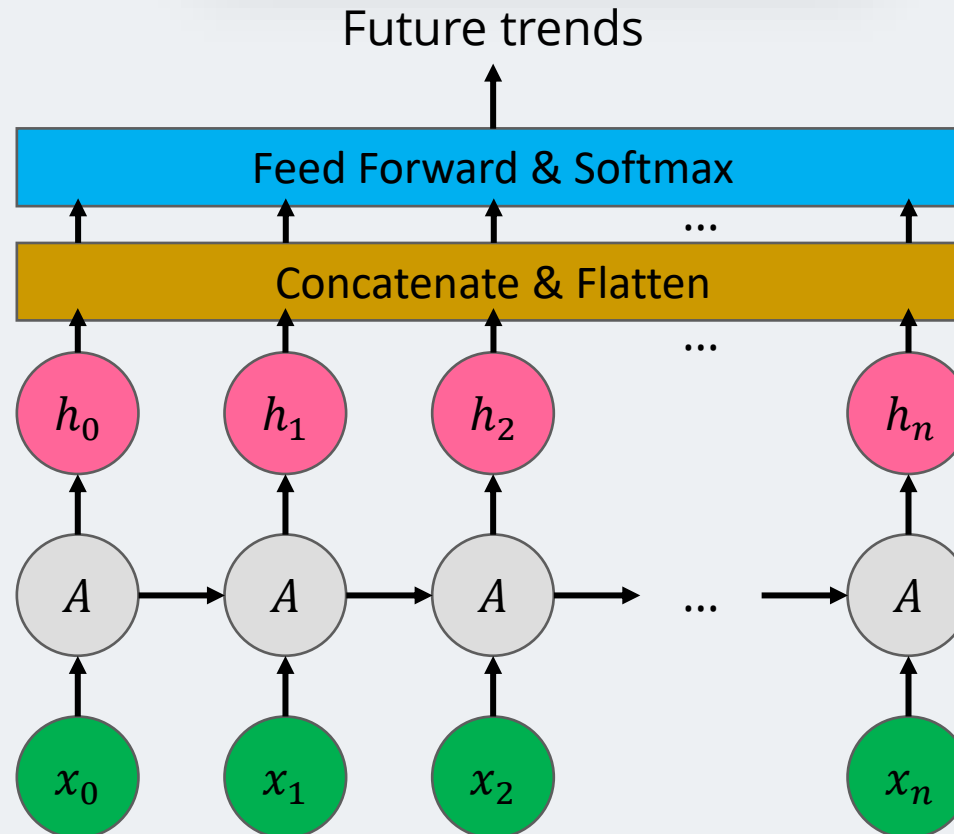 Future trends
Feed Forward & Softmax
...
Concatenate & Flatten
...
h₀ h₁ h₂ hₙ
A A A ... A
x₀ x₁ x₂ xₙ